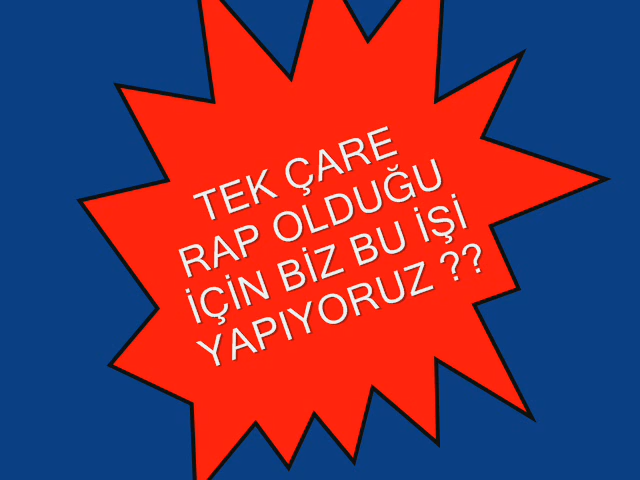 TEK ÇARE
RAP OLDUĞU
İÇİN BİZ BU İŞİ
YAPIYORUZ ??